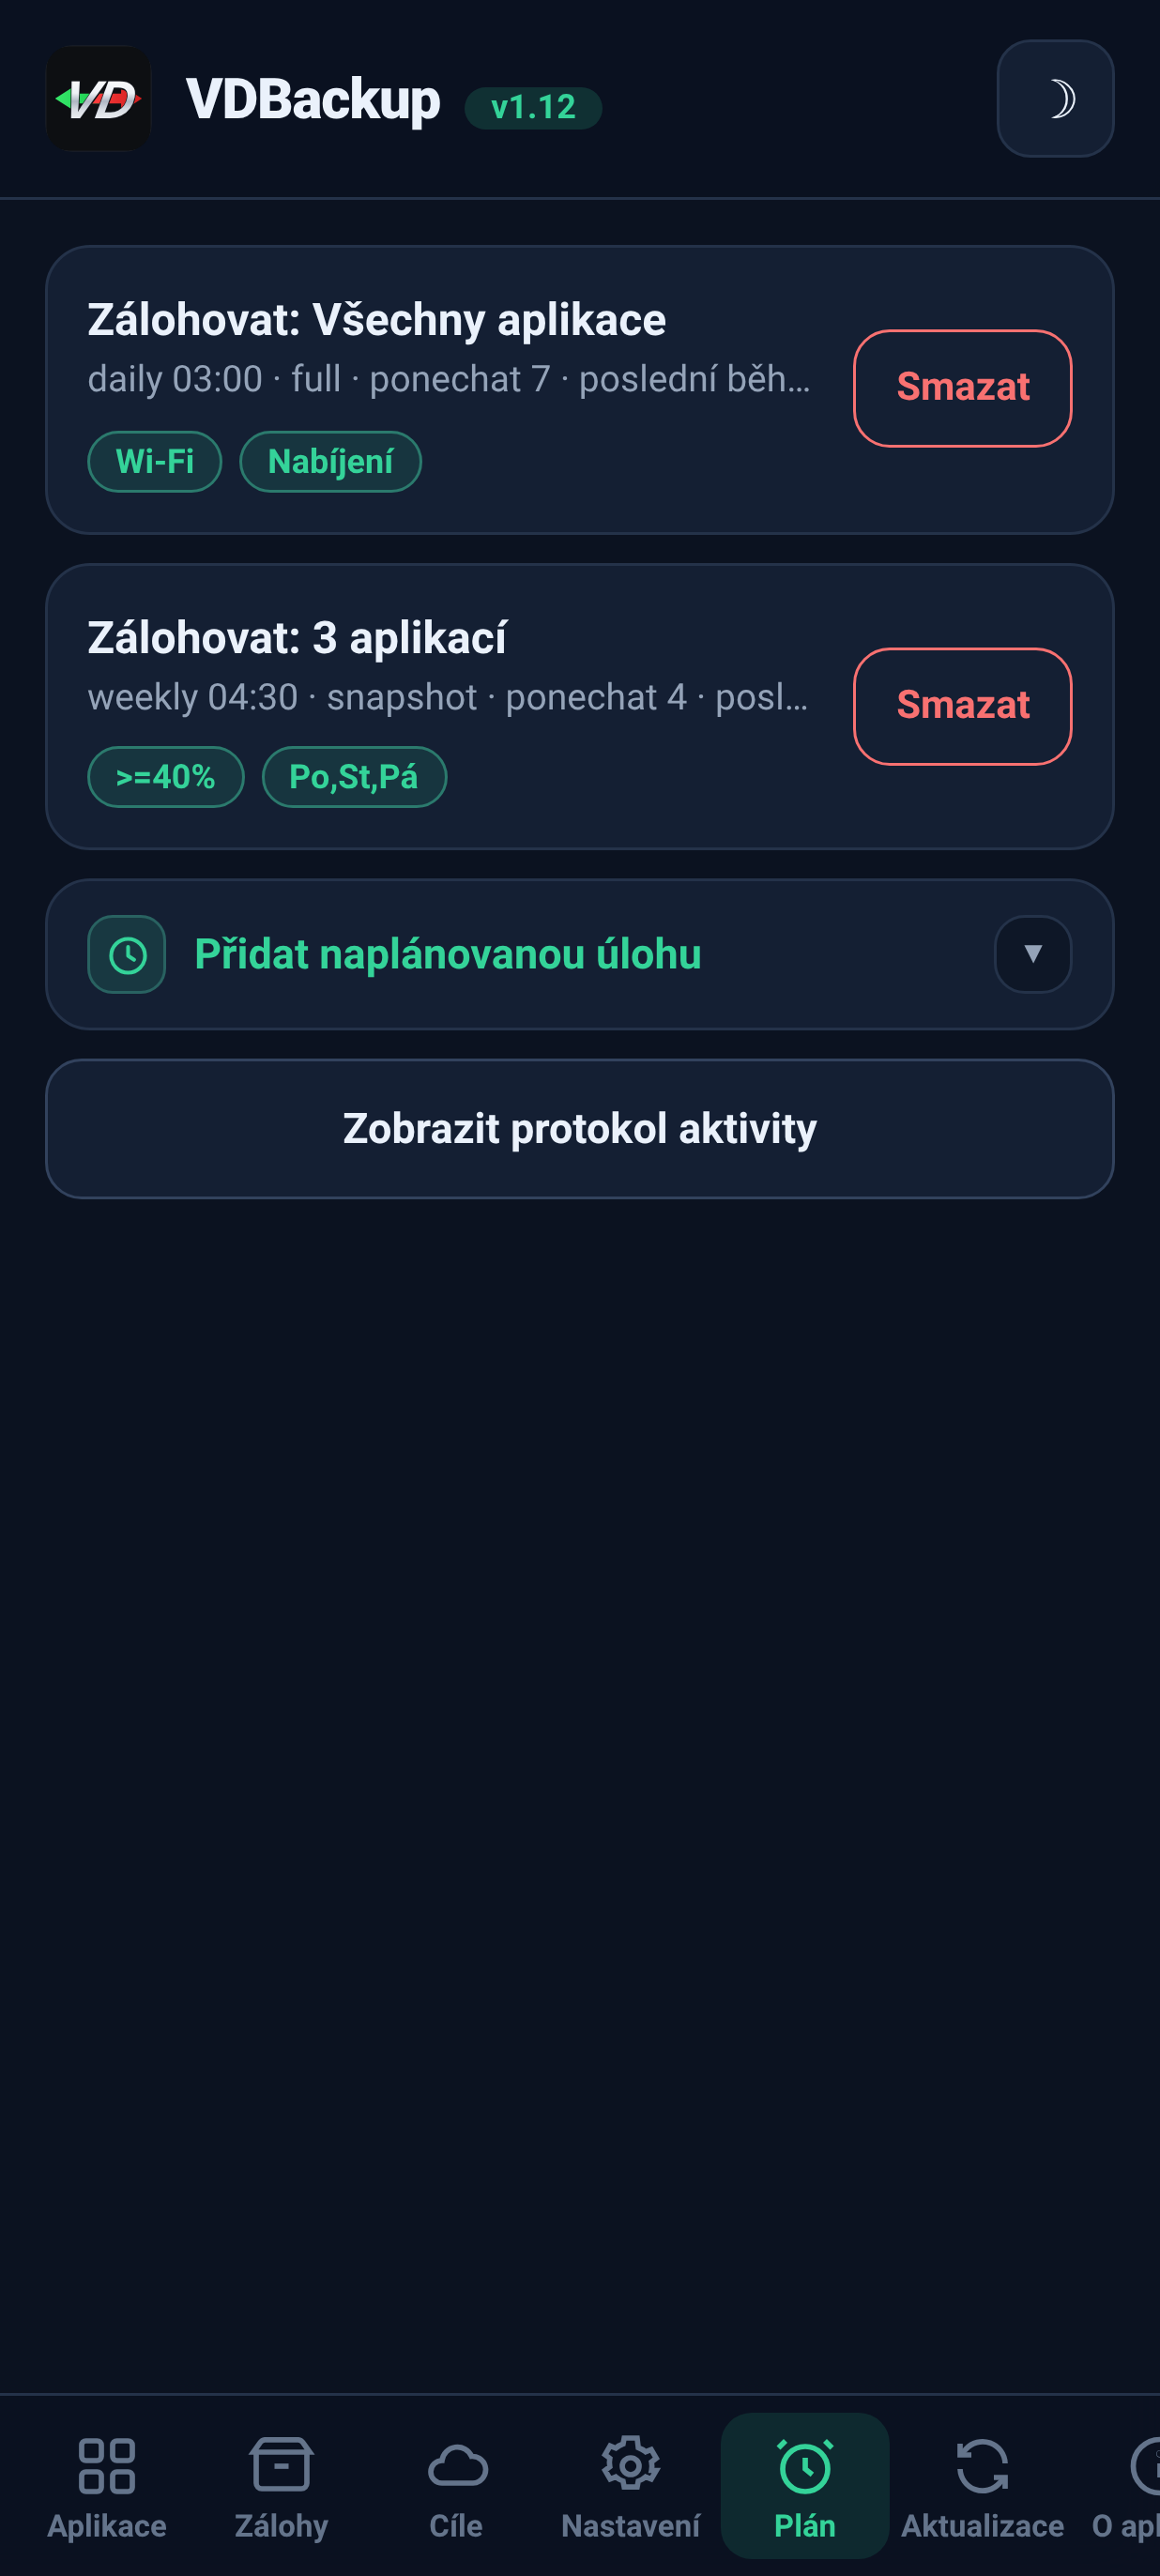 VD
VDBackup v1.12
Zálohovat: Všechny aplikace
daily 03:00 · full · ponechat 7 · poslední běh…
Smazat
Wi-Fi
Nabíjení
Zálohovat: 3 aplikací
weekly 04:30 · snapshot · ponechat 4 · posl…
Smazat
>=40%
Po,St,Pá
Přidat naplánovanou úlohu
Zobrazit protokol aktivity
Aplikace
Zálohy
Cíle
Nastavení
Plán
Aktualizace
O apl